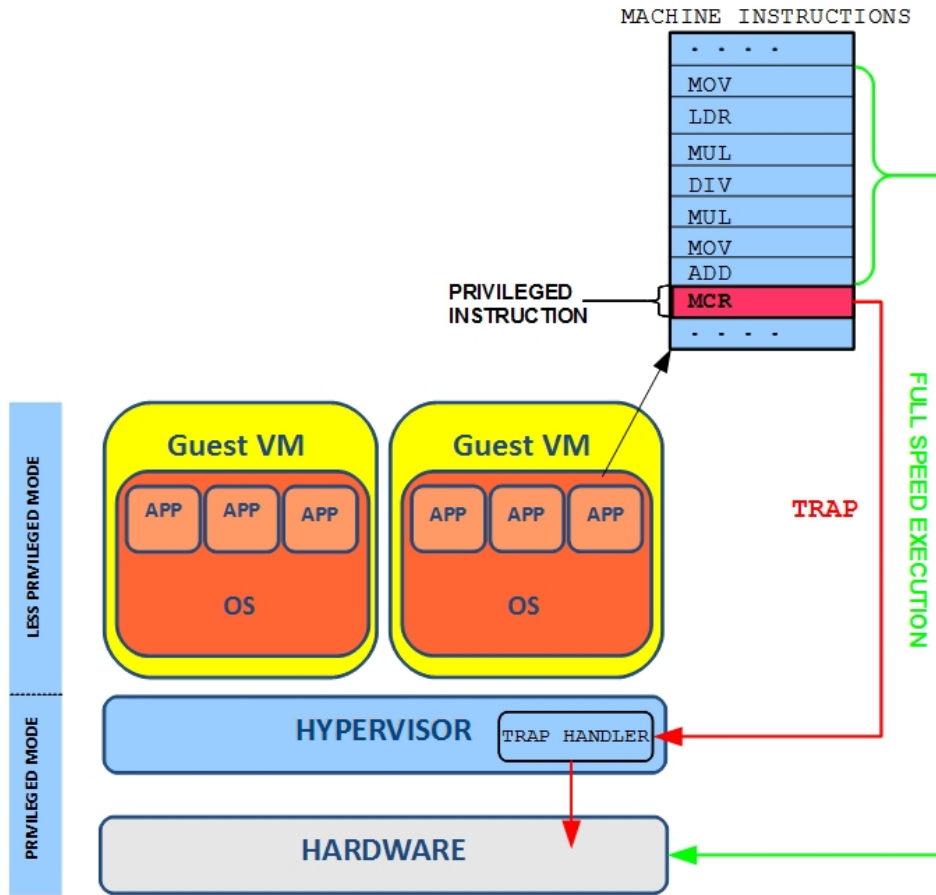 MACHINE INSTRUCTIONS
. . . .
MOV
LDR
MUL
DIV
MUL
MOV
ADD
PRIVILEGED
INSTRUCTION
MCR
. . . .
FULL SPEED EXECUTION
TRAP
LESS PRIVILEGED MODE
Guest VM
APP APP APP
OS
Guest VM
APP APP APP
OS
PRIVILEGED MODE
HYPERVISOR
TRAP HANDLER
HARDWARE